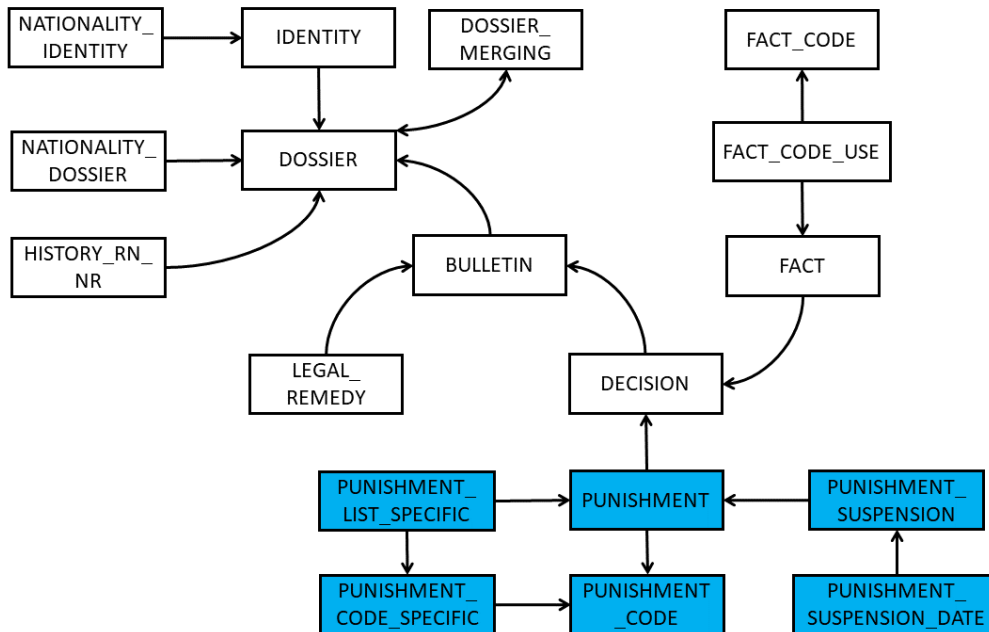 NATIONALITY_
IDENTITY
IDENTITY
DOSSIER_
MERGING
FACT_CODE
NATIONALITY_
DOSSIER
DOSSIER
FACT_CODE_USE
HISTORY_RN_
NR
BULLETIN
FACT
LEGAL_
REMEDY
DECISION
PUNISHMENT_
LIST_SPECIFIC
PUNISHMENT
PUNISHMENT_
SUSPENSION
PUNISHMENT_
CODE_SPECIFIC
PUNISHMENT
_CODE
PUNISHMENT_
SUSPENSION_DATE